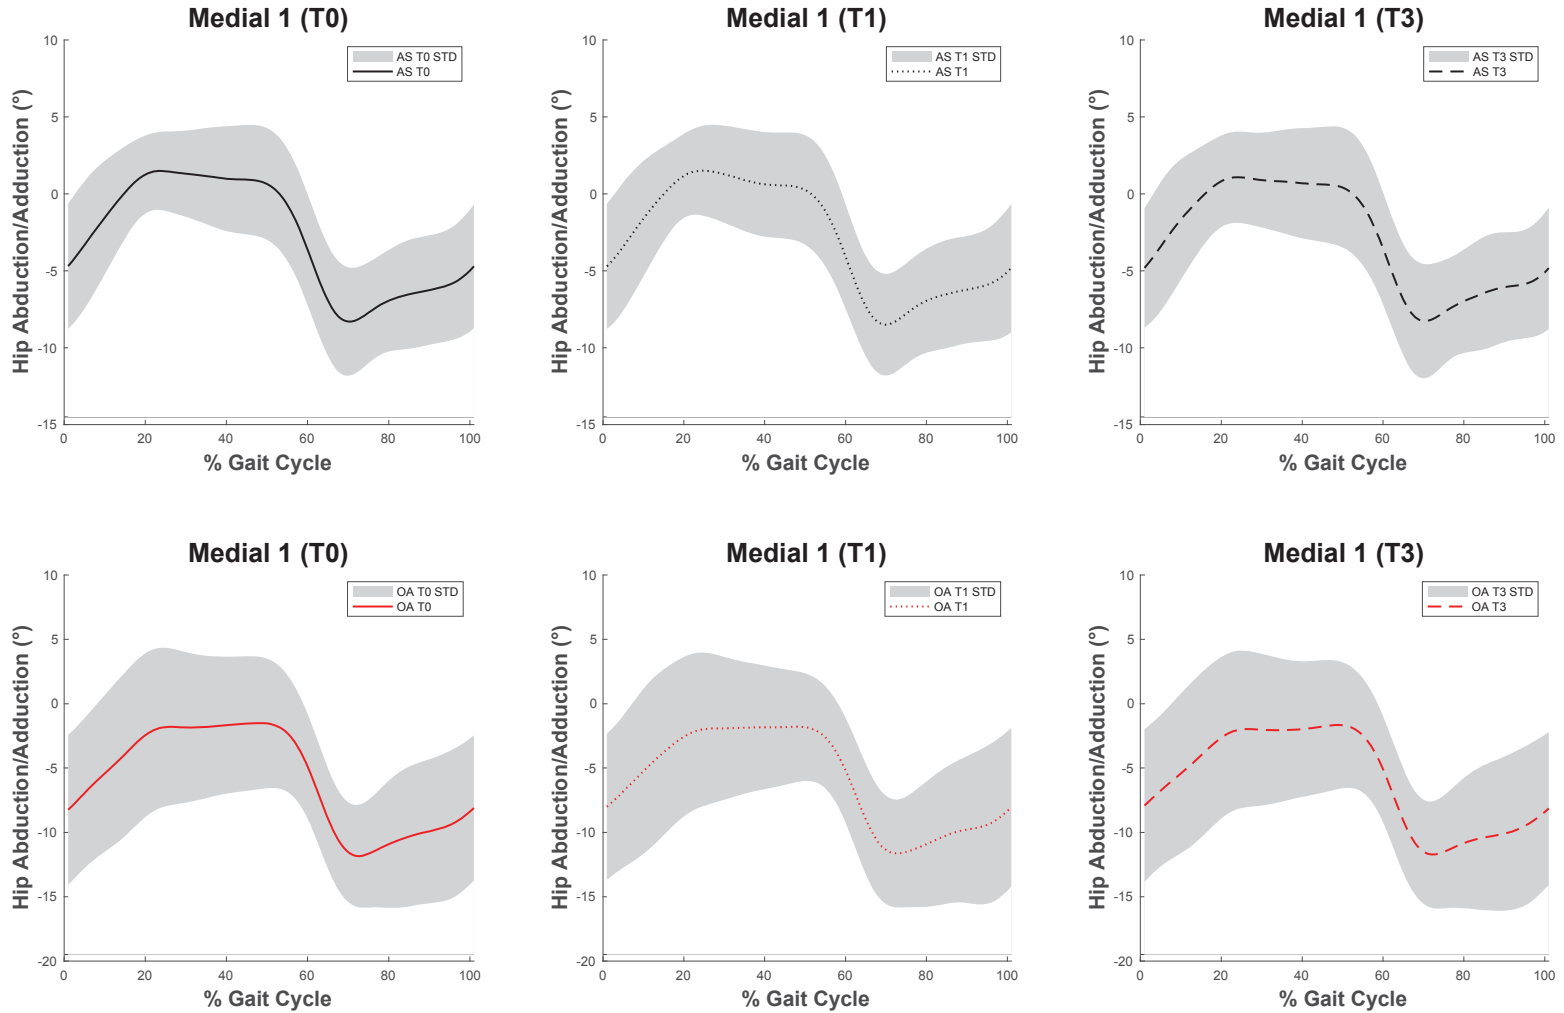 Medial 1 (T0)
10
5
0
-5
-10
-15
0
20
40
60
80
100
Hip Abduction/Adduction (°)
% Gait Cycle
AS T0 STD
AS T0
Medial 1 (T1)
10
5
0
-5
-10
-15
0
20
40
60
80
100
Hip Abduction/Adduction (°)
% Gait Cycle
AS T1 STD
AS T1
Medial 1 (T3)
10
5
0
-5
-10
-15
0
20
40
60
80
100
Hip Abduction/Adduction (°)
% Gait Cycle
AS T3 STD
AS T3
Medial 1 (T0)
10
5
0
-5
-10
-15
-20
0
20
40
60
80
100
Hip Abduction/Adduction (°)
% Gait Cycle
OA T0 STD
OA T0
Medial 1 (T1)
10
5
0
-5
-10
-15
-20
0
20
40
60
80
100
Hip Abduction/Adduction (°)
% Gait Cycle
OA T1 STD
OA T1
Medial 1 (T3)
10
5
0
-5
-10
-15
-20
0
20
40
60
80
100
Hip Abduction/Adduction (°)
% Gait Cycle
OA T3 STD
OA T3